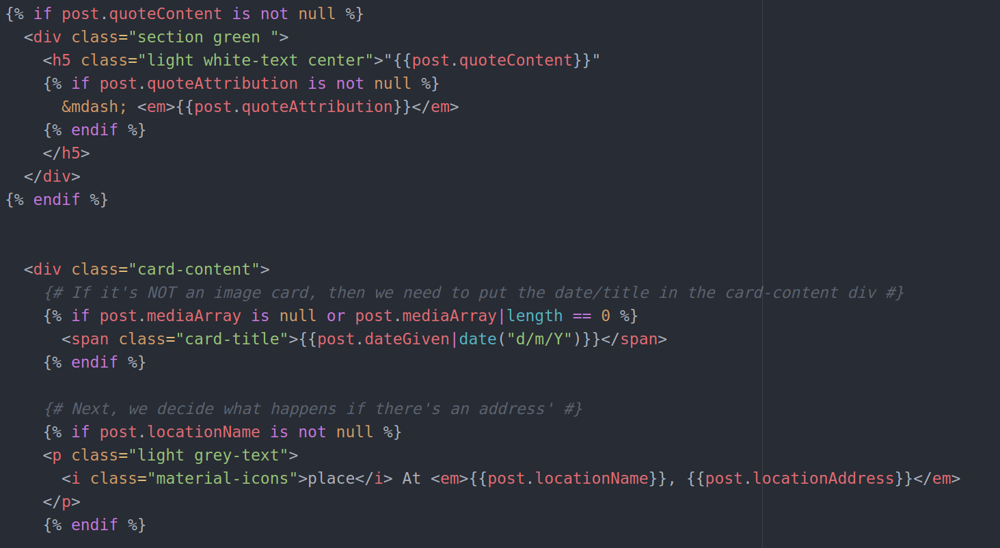 {% if post.quoteContent is not null %}
<div class="section green ">
<h5 class="light white-text center">"{{post.quoteContent}}"
{% if post.quoteAttribution is not null %}
&mdash; <em>{{post.quoteAttribution}}</em>
{% endif %}
</h5>
</div>
{% endif %}
<div class="card-content">
{# If it's NOT an image card, then we need to put the date/title in the card-content div #}
{% if post.mediaArray is null or post.mediaArray|length == 0 %}
<span class="card-title">{{post.dateGiven|date("d/m/Y")}}</span>
{% endif %}
{# Next, we decide what happens if there's an address' #}
{% if post.locationName is not null %}
<p class="light grey-text">
<i class="material-icons">place</i> At <em>{{post.locationName}}, {{post.locationAddress}}</em>
</p>
{% endif %}